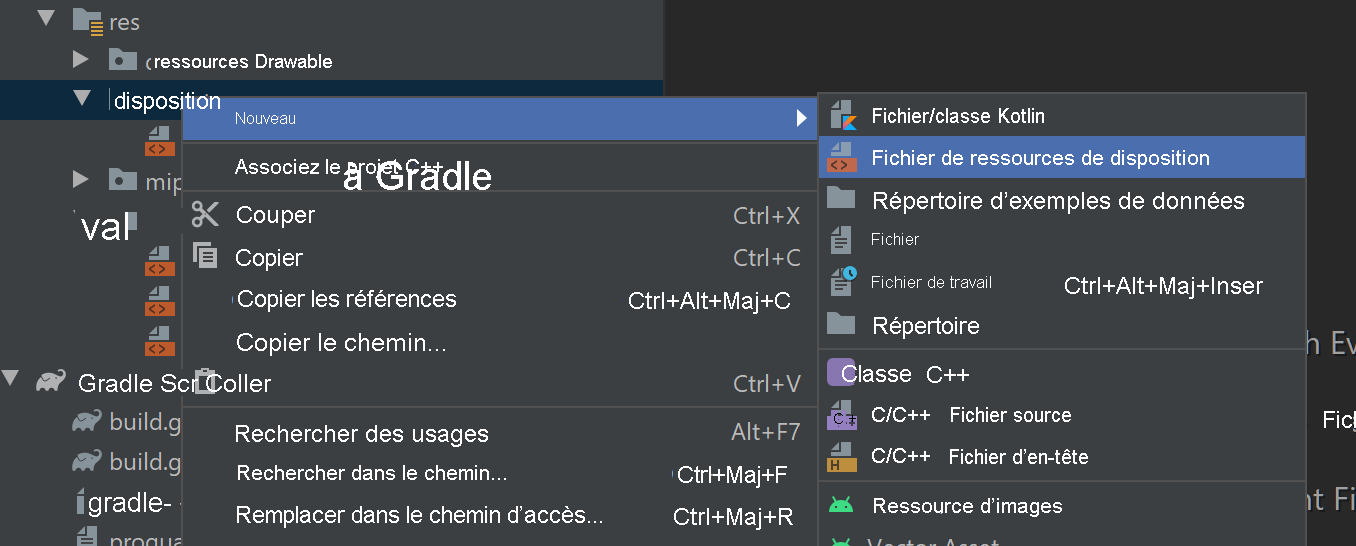 res
ressources Drawable
disposition
mip
val
Gradle Scr
build.g
build.g
gradle-
progua
Nouveau
Associez le projet C++
à Gradle
Couper Ctrl+X
Copier Ctrl+C
Copier les références Ctrl+Alt+Maj+C
Copier le chemin...
Coller Ctrl+V
Rechercher des usages Alt+F7
Rechercher dans le chemin... Ctrl+Maj+F
Remplacer dans le chemin d'accès... Ctrl+Maj+R
Fichier/classe Kotlin
Fichier de ressources de disposition
Répertoire d'exemples de données
Fichier
Fichier de travail Ctrl+Alt+Maj+Inser
Répertoire
Classe C++
C/C++ Fichier source
C/C++ Fichier d'en-tête
Ressource d'images
Vector Asset
h Ev
Fich
nt Fi